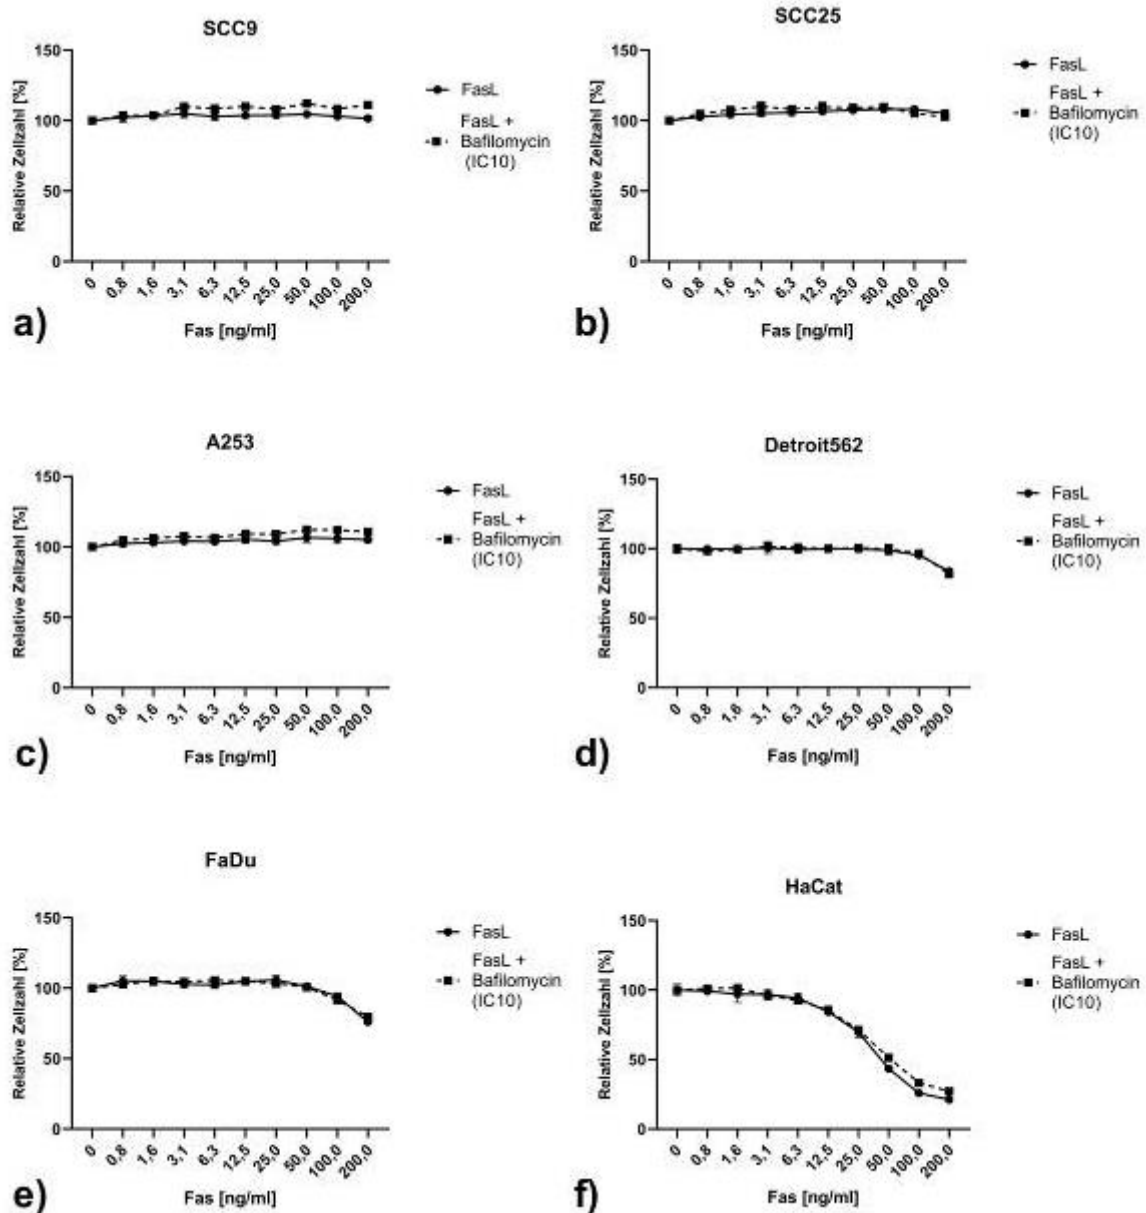 SCC9
150
100
50
0
Relative Zellzahl [%]
FasL
FasL +
Bafilomycin
(IC10)
0
0,8
1,6
3,1
6,3
12,5
25,0
50,0
100,0
200,0
Fas [ng/ml]
a)
SCC25
150
100
50
0
Relative Zellzahl [%]
FasL
FasL +
Bafilomycin
(IC10)
0
0,8
1,6
3,1
6,3
12,5
25,0
50,0
100,0
200,0
Fas [ng/ml]
b)
A253
150
100
50
0
Relative Zellzahl [%]
FasL
FasL +
Bafilomycin
(IC10)
0
0,8
1,6
3,1
6,3
12,5
25,0
50,0
100,0
200,0
Fas [ng/ml]
c)
Detroit562
150
100
50
0
Relative Zellzahl [%]
FasL
FasL +
Bafilomycin
(IC10)
0
0,8
1,6
3,1
6,3
12,5
25,0
50,0
100,0
200,0
Fas [ng/ml]
d)
FaDu
150
100
50
0
Relative Zellzahl [%]
FasL
FasL +
Bafilomycin
(IC10)
0
0,8
1,6
3,1
6,3
12,5
25,0
50,0
100,0
200,0
Fas [ng/ml]
e)
HaCat
150
100
50
0
Relative Zellzahl [%]
FasL
FasL +
Bafilomycin
(IC10)
0
0,8
1,6
3,1
6,3
12,5
25,0
50,0
100,0
200,0
Fas [ng/ml]
f)